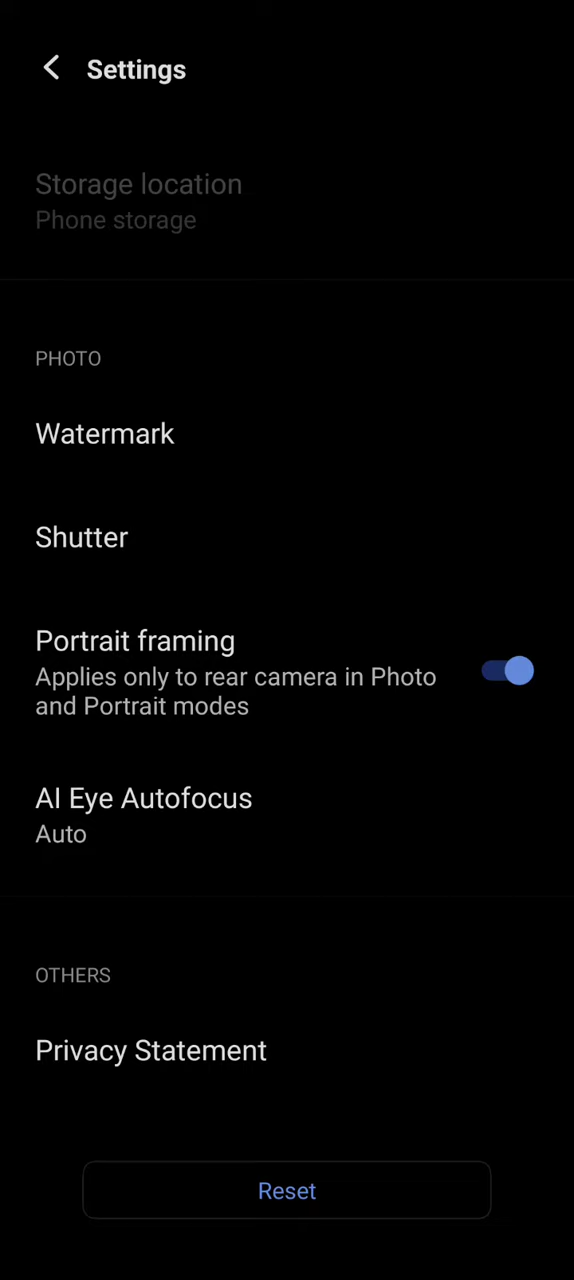 Settings
Storage location
Phone storage
PHOTO
Watermark
Shutter
Portrait framing
Applies only to rear camera in Photo
and Portrait modes
AI Eye Autofocus
Auto
OTHERS
Privacy Statement
Reset